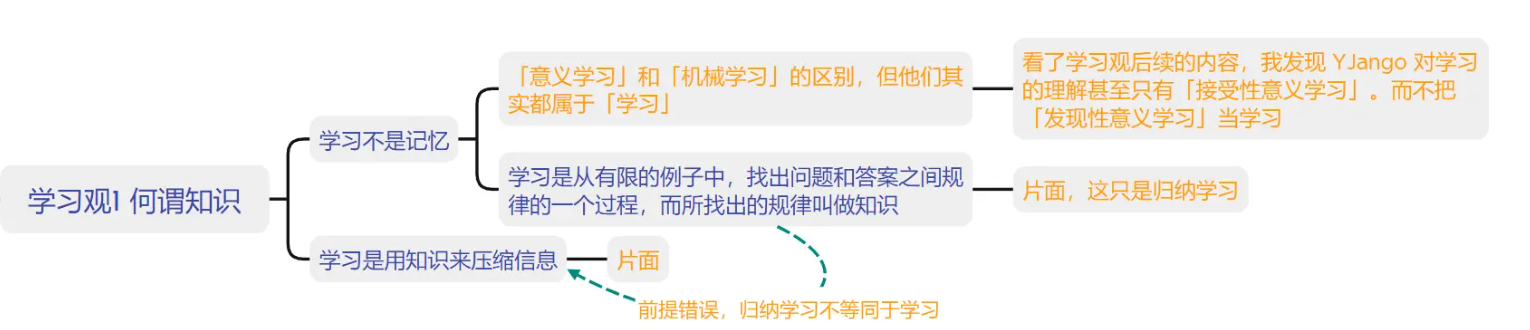 学习观1 何谓知识
学习不是记忆
「意义学习」和「机械学习」的区别，但他们其
实都属于「学习」
看了学习观后续的内容，我发现 YJango 对学习
的理解甚至只有「接受性意义学习」。而不把
「发现性意义学习」当学习
学习是从有限的例子中，找出问题和答案之间规
律的一个过程，而所找出的规律叫做知识
片面，这只是归纳学习
学习是用知识来压缩信息
片面
前提错误，归纳学习不等同于学习